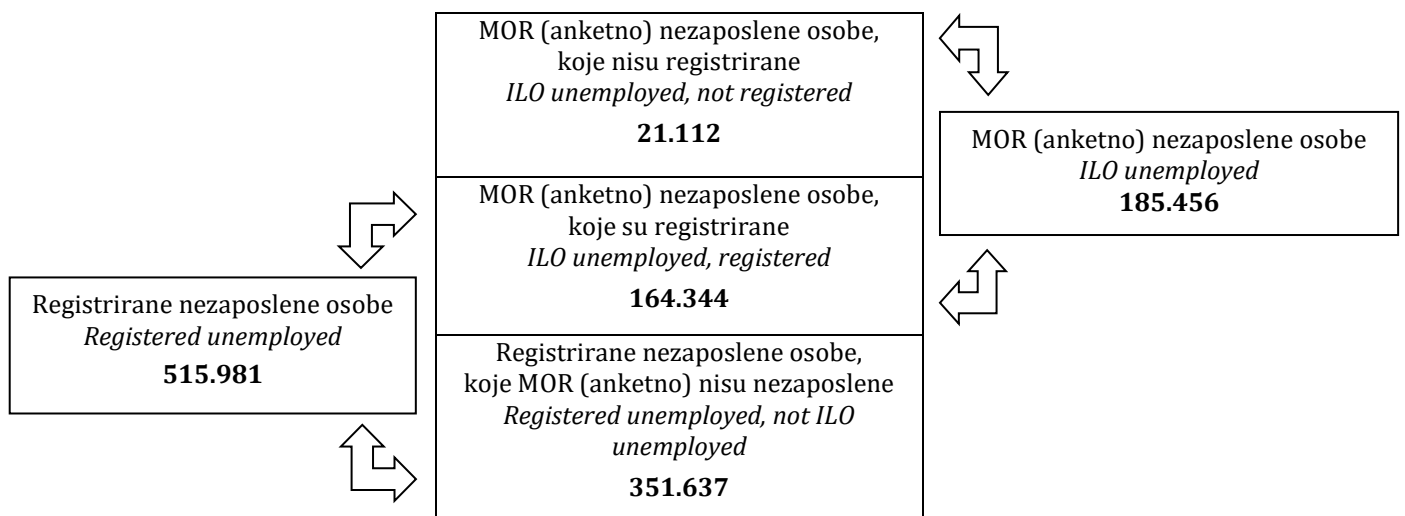 MOR (anketno) nezaposlene osobe,
koje nisu registrirane
ILO unemployed, not registered
21.112
MOR (anketno) nezaposlene osobe
ILO unemployed
185.456
MOR (anketno) nezaposlene osobe,
koje su registrirane
ILO unemployed, registered
164.344
Registrirane nezaposlene osobe
Registered unemployed
515.981
Registrirane nezaposlene osobe,
koje MOR (anketno) nisu nezaposlene
Registered unemployed, not ILO
unemployed
351.637